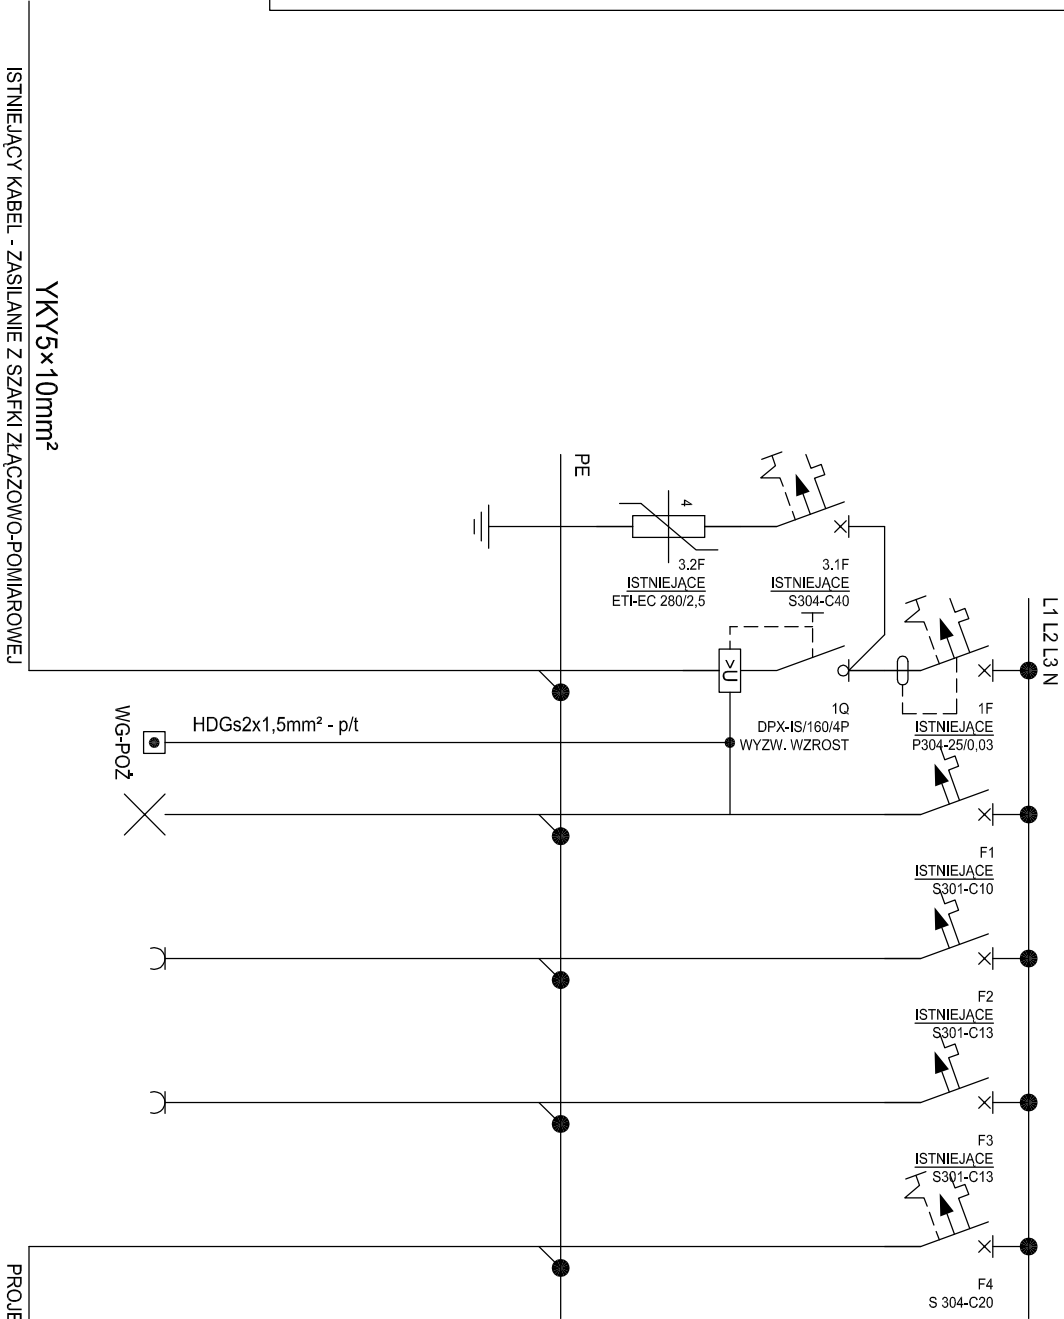 ISTNIEJĄCY KABEL - ZASILANIE Z SZAFKI ZŁĄCZOWO-POMIAROWEJ
YKY5×10mm²
PE
4
3.2F
ISTNIEJĄCE
ETI-EC 280/2,5
3.1F
ISTNIEJĄCE
S304-C40
L1 L2 L3 N
>U
1Q
DPX-IS/160/4P
WYZW. WZROST
1F
ISTNIEJĄCE
P304-25/0,03
WG-POŻ
HDGs2x1,5mm² - p/t
F1
ISTNIEJĄCE
S301-C10
F2
ISTNIEJĄCE
S301-C13
F3
ISTNIEJĄCE
S301-C13
F4
S 304-C20
PROJE